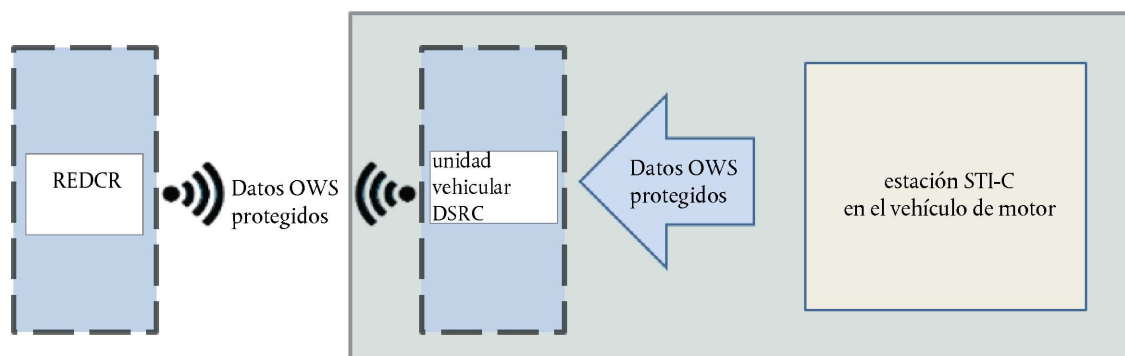 REDCR
Datos OWS
protegidos
unidad
vehicular
DSRC
Datos OWS
protegidos
estación STI-C
en el vehículo de motor